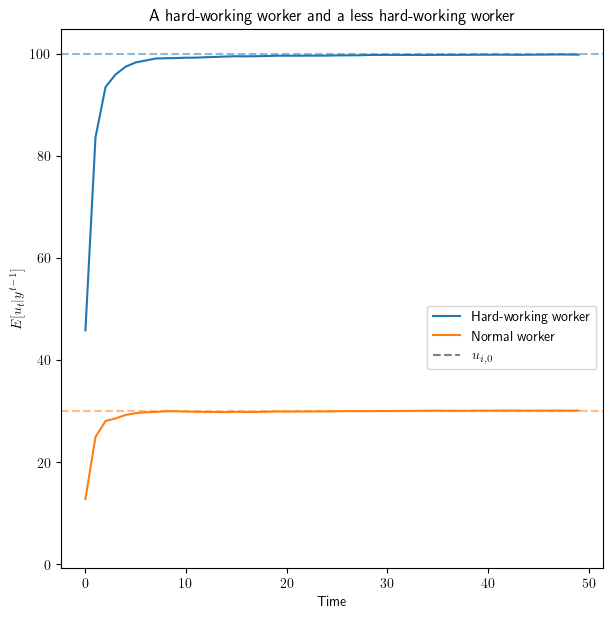 A hard-working worker and a less hard-working worker
100
80
60
40
20
0
E[u_t|y^{t−1}]
Hard-working worker
Normal worker
u_{i,0}
0 10 20 30 40 50
Time